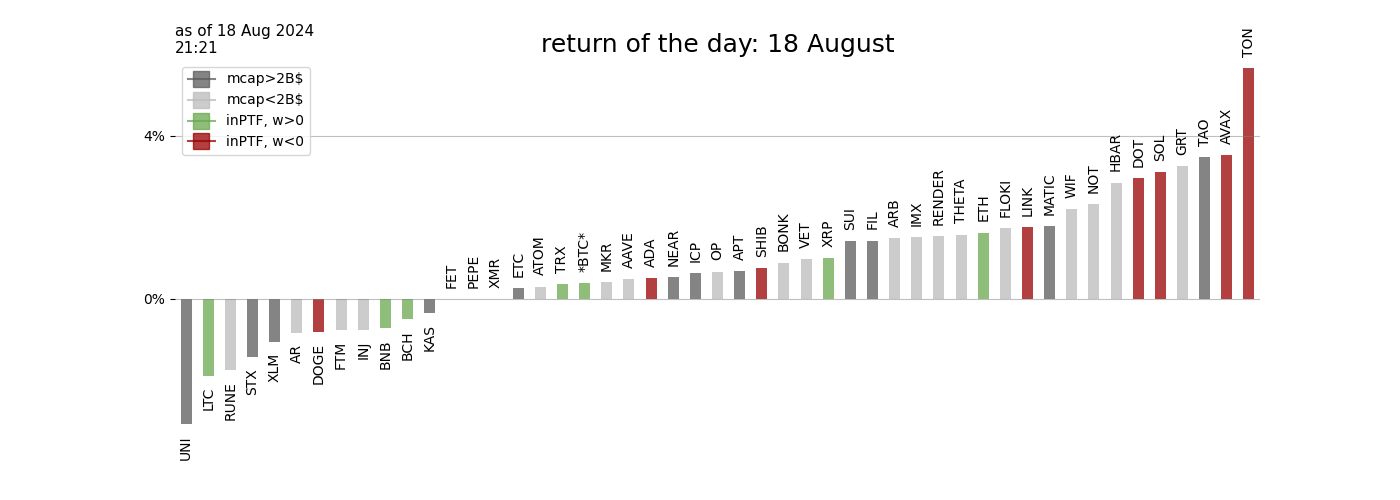 as of 18 Aug 2024
21:21
return of the day: 18 August
mcap>2B$
mcap<2B$
inPTF, w>0
inPTF, w<0
4%
0%
UNI
LTC
RUNE
STX
XLM
AR
DOGE
FTM
INJ
BNB
BCH
KAS
FET
PEPE
XMR
ETC
ATOM
TRX
*BTC*
MKR
AAVE
ADA
NEAR
ICP
OP
APT
SHIB
BONK
VET
XRP
SUI
FIL
ARB
IMX
RENDER
THETA
ETH
FLOKI
LINK
MATIC
WIF
NOT
HBAR
DOT
SOL
GRT
TAO
AVAX
TON